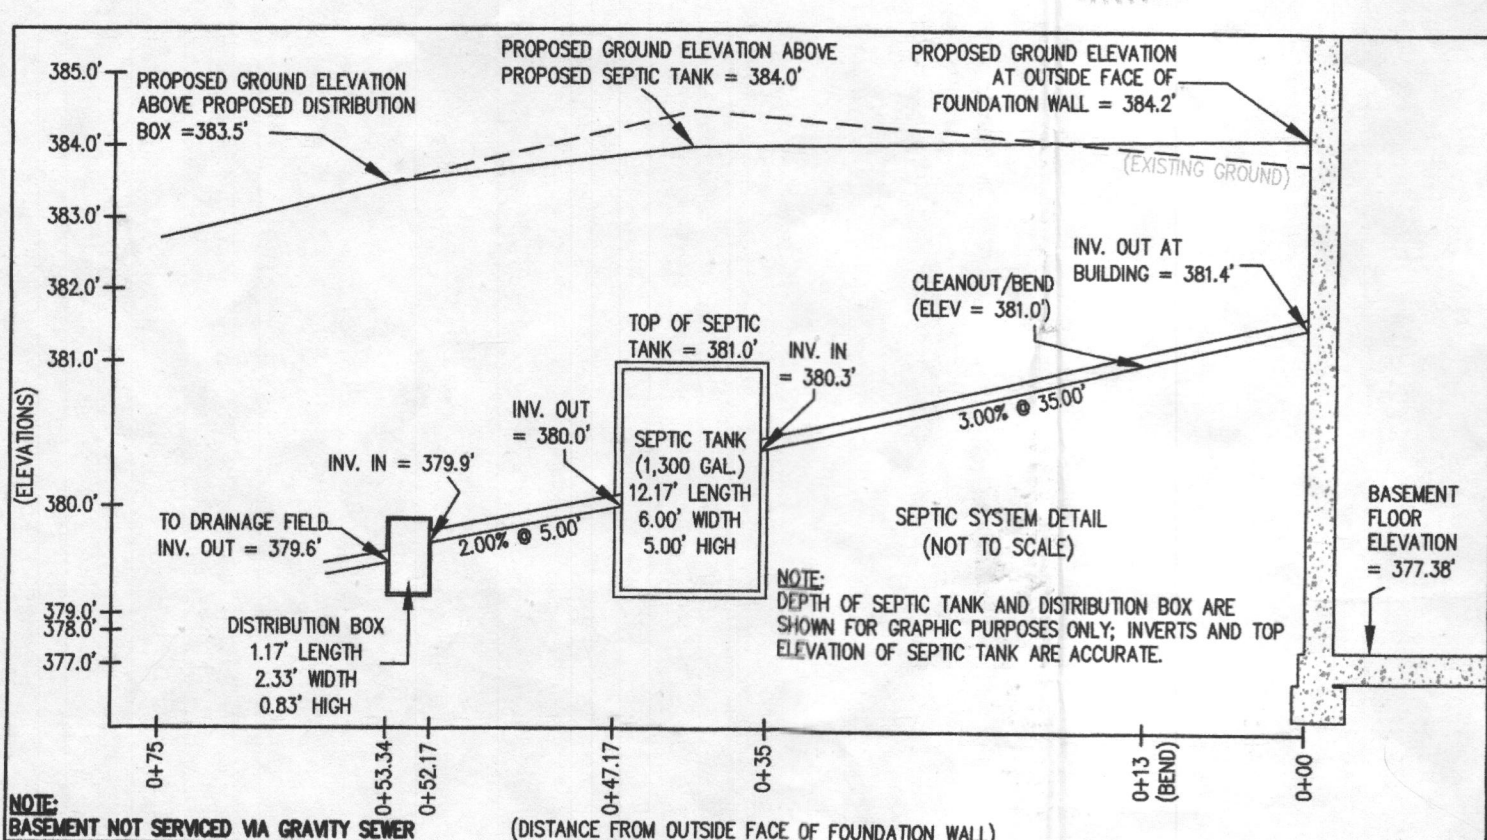 PROPOSED GROUND ELEVATION
ABOVE PROPOSED DISTRIBUTION
BOX =383.5'
PROPOSED GROUND ELEVATION ABOVE
PROPOSED SEPTIC TANK = 384.0'
PROPOSED GROUND ELEVATION
AT OUTSIDE FACE OF
FOUNDATION WALL = 384.2'
(EXISTING GROUND)
385.0'
384.0'
383.0'
382.0'
381.0'
380.0'
379.0'
378.0'
377.0'
(ELEVATIONS)
INV. OUT AT
BUILDING = 381.4'
CLEANOUT/BEND
(ELEV = 381.0')
TOP OF SEPTIC
TANK = 381.0'
INV. IN
= 380.3'
3.00% @ 35.00'
INV. OUT
= 380.0'
SEPTIC TANK
(1,300 GAL.)
12.17' LENGTH
6.00' WIDTH
5.00' HIGH
INV. IN = 379.9'
2.00% @ 5.00'
TO DRAINAGE FIELD
INV. OUT = 379.6'
DISTRIBUTION BOX
1.17' LENGTH
2.33' WIDTH
0.83' HIGH
SEPTIC SYSTEM DETAIL
(NOT TO SCALE)
BASEMENT
FLOOR
ELEVATION
= 377.38'
NOTE:
DEPTH OF SEPTIC TANK AND DISTRIBUTION BOX ARE
SHOWN FOR GRAPHIC PURPOSES ONLY; INVERTS AND TOP
ELEVATION OF SEPTIC TANK ARE ACCURATE.
0+75
0+53.34
0+52.17
0+47.17
0+35
0+13
(BEND)
0+00
NOTE:
BASEMENT NOT SERVICED VIA GRAVITY SEWER
(DISTANCE FROM OUTSIDE FACE OF FOUNDATION WALL)